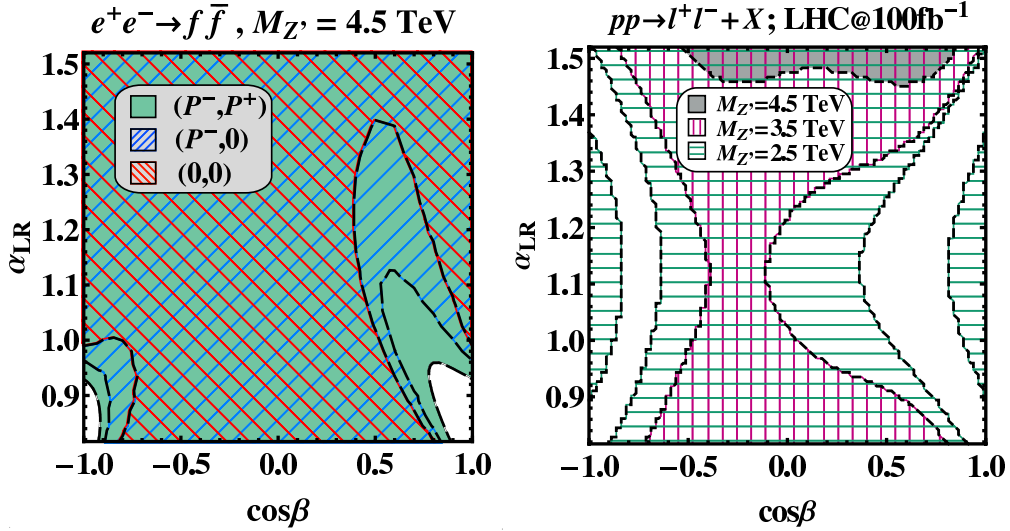 e⁺e⁻→f f̄ , M_Z' = 4.5 TeV
α_LR
1.5
1.4
1.3
1.2
1.1
1.0
0.9
(P⁻,P⁺)
(P⁻,0)
(0,0)
−1.0 −0.5 0.0 0.5 1.0
cosβ
pp→l⁺l⁻+X; LHC@100fb⁻¹
α_LR
1.5
1.4
1.3
1.2
1.1
1.0
0.9
M_Z'=4.5 TeV
M_Z'=3.5 TeV
M_Z'=2.5 TeV
−1.0 −0.5 0.0 0.5 1.0
cosβ